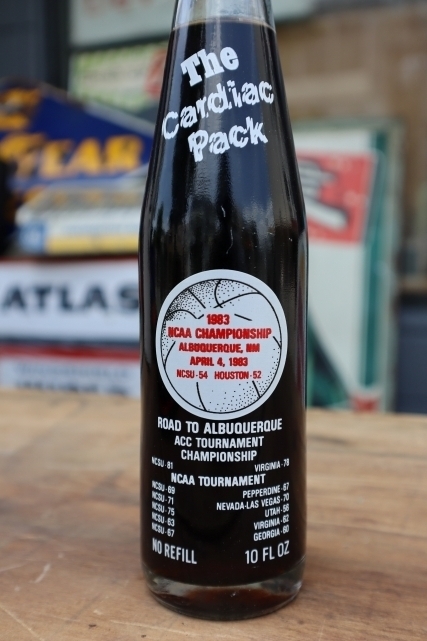 The
Cardiac
Pack
1983
NCAA CHAMPIONSHIP
ALBUQUERQUE, NM
APRIL 4, 1983
NCSU-54 HOUSTON-52
ROAD TO ALBUQUERQUE
ACC TOURNAMENT
CHAMPIONSHIP
NCSU-81 VIRGINIA-78
NCAA TOURNAMENT
NCSU-69 PEPPERDINE-67
NCSU-71 NEVADA-LAS VEGAS-70
NCSU-75 UTAH-56
NCSU-63 VIRGINIA-62
NCSU-67 GEORGIA-60
NO REFILL 10 FL OZ
ATLAS